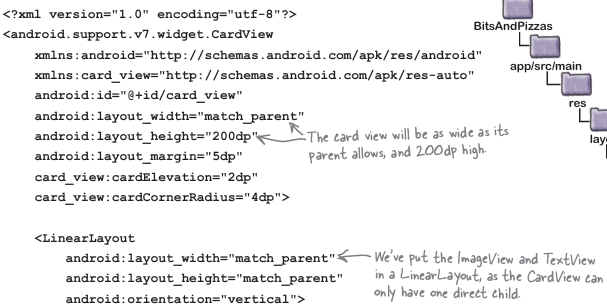 <?xml version="1.0" encoding="utf-8"?>
<android.support.v7.widget.CardView
xmlns:android="http://schemas.android.com/apk/res/android"
xmlns:card_view="http://schemas.android.com/apk/res-auto"
android:id="@+id/card_view"
android:layout_width="match_parent"
android:layout_height="200dp"
android:layout_margin="5dp"
card_view:cardElevation="2dp"
card_view:cardCornerRadius="4dp">
The card view will be as wide as its
parent allows, and 200dp high.
<LinearLayout
android:layout_width="match_parent"
android:layout_height="match_parent"
android:orientation="vertical">
We've put the ImageView and TextView
in a LinearLayout, as the CardView can
only have one direct child.
BitsAndPizzas
app/src/main
res